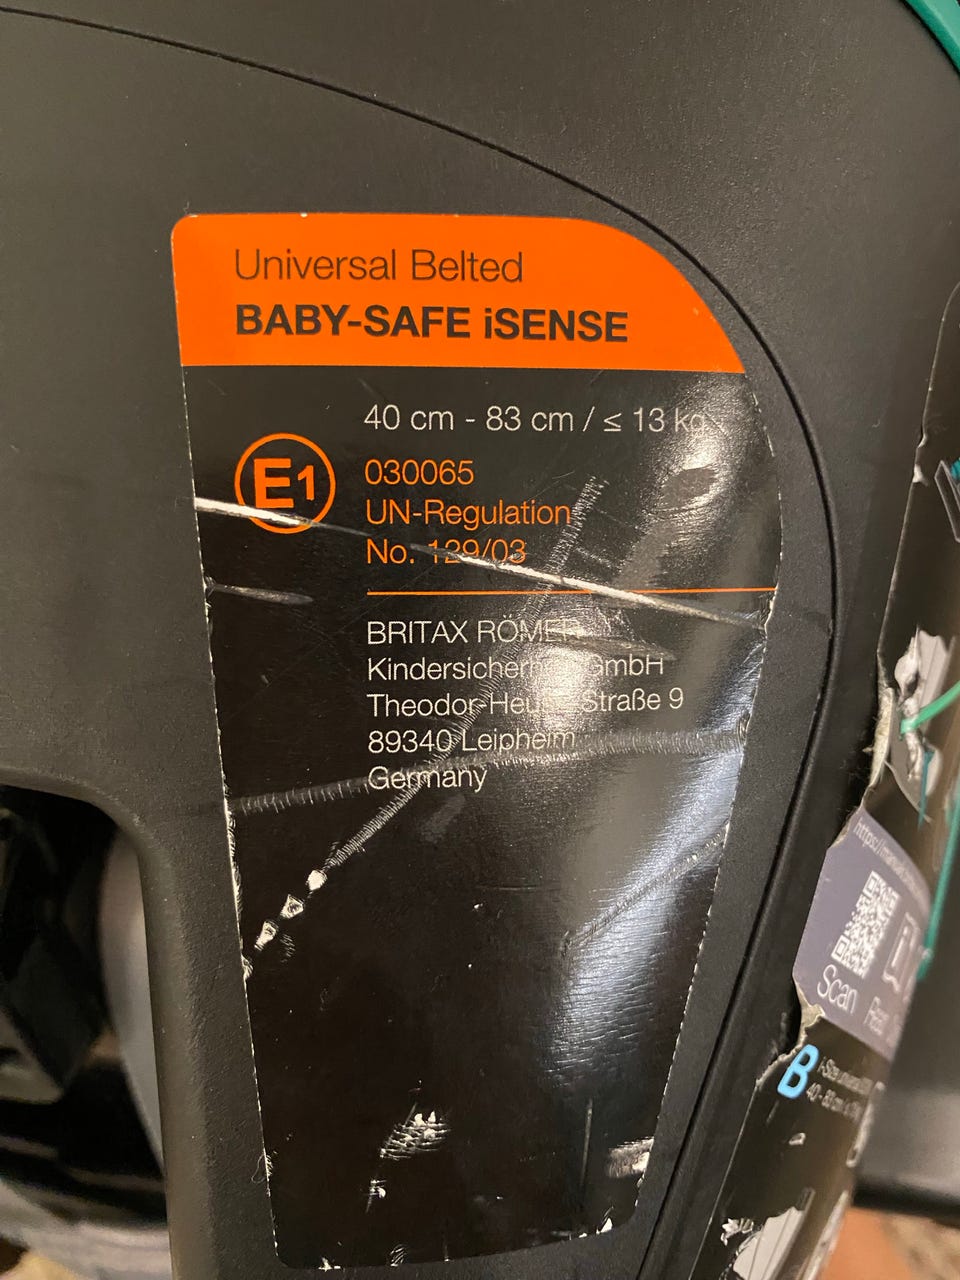 Universal Belted
BABY-SAFE iSENSE
40 cm - 83 cm / ≤ 13 kg
E1
030065
UN-Regulation
No. 129/03
BRITAX RÖMER
GmbH
Straße 9
89340 Leipheim
Germany
Scan
B